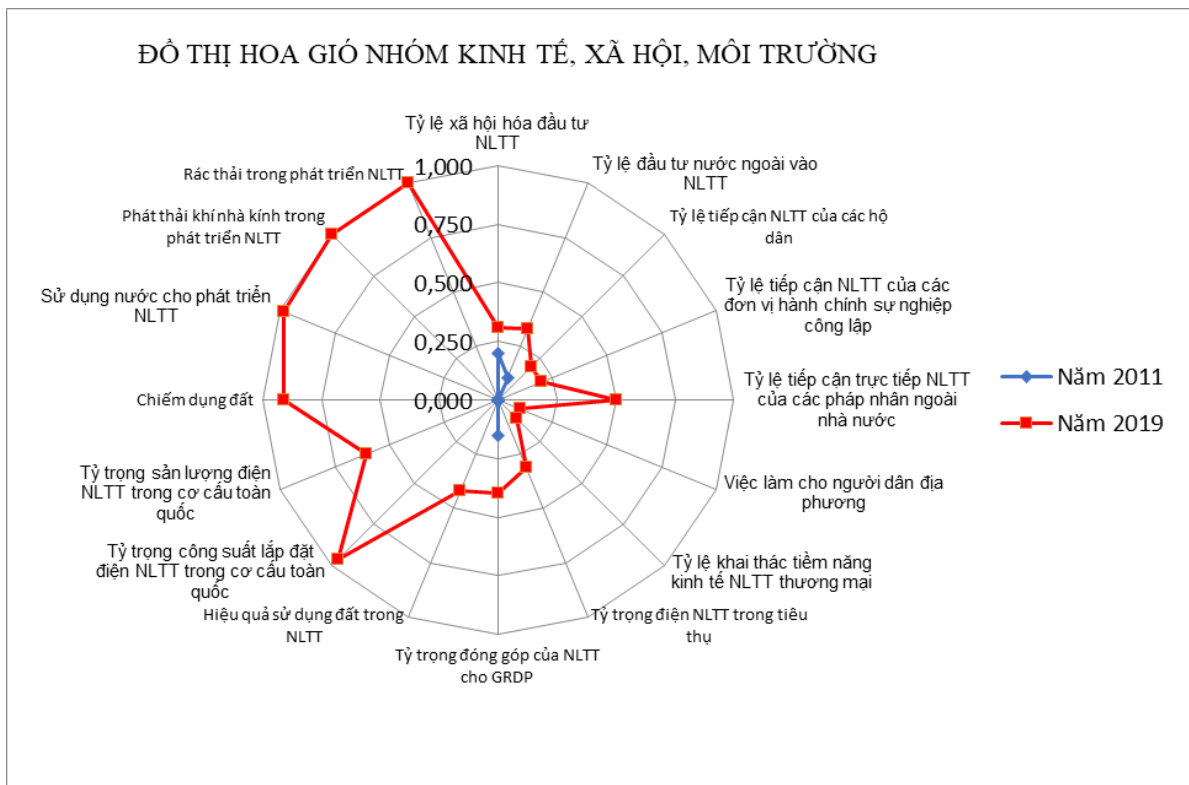 ĐỒ THỊ HOA GIÓ NHÓM KINH TẾ, XÃ HỘI, MÔI TRƯỜNG
Tỷ lệ xã hội hóa đầu tư
NLTT
Tỷ lệ đầu tư nước ngoài vào
NLTT
Tỷ lệ tiếp cận NLTT của các hộ
dân
Tỷ lệ tiếp cận NLTT của các
đơn vị hành chính sự nghiệp
công lập
Tỷ lệ tiếp cận trực tiếp NLTT
của các pháp nhân ngoài
nhà nước
Việc làm cho người dân địa
phương
Tỷ lệ khai thác tiềm năng
kinh tế NLTT thương mại
Tỷ trọng điện NLTT trong tiêu
thụ
Tỷ trọng đóng góp của NLTT
cho GRDP
Hiệu quả sử dụng đất trong
NLTT
Tỷ trọng công suất lắp đặt
điện NLTT trong cơ cấu toàn
quốc
Tỷ trọng sản lượng điện
NLTT trong cơ cấu toàn
quốc
Chiếm dụng đất
Sử dụng nước cho phát triển
NLTT
Phát thải khí nhà kính trong
phát triển NLTT
Rác thải trong phát triển NLTT
1,000
0,750
0,500
0,250
0,000
Năm 2011
Năm 2019